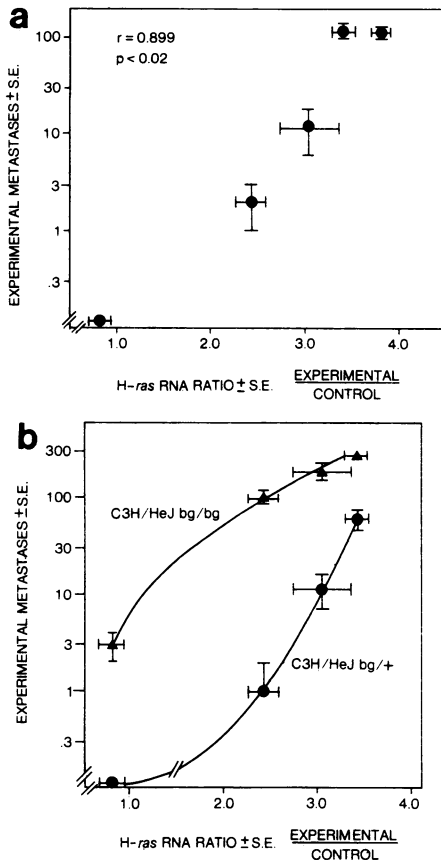 a
r = 0.899
p < 0.02
EXPERIMENTAL METASTASES ± S.E.
100
30
10
3
1
.3
1.0 2.0 3.0 4.0
H-ras RNA RATIO ± S.E. EXPERIMENTAL
CONTROL
b
C3H/HeJ bg/bg
C3H/HeJ bg/+
EXPERIMENTAL METASTASES ± S.E.
300
100
30
10
3
1
.3
1.0 2.0 3.0 4.0
H-ras RNA RATIO ± S.E. EXPERIMENTAL
CONTROL